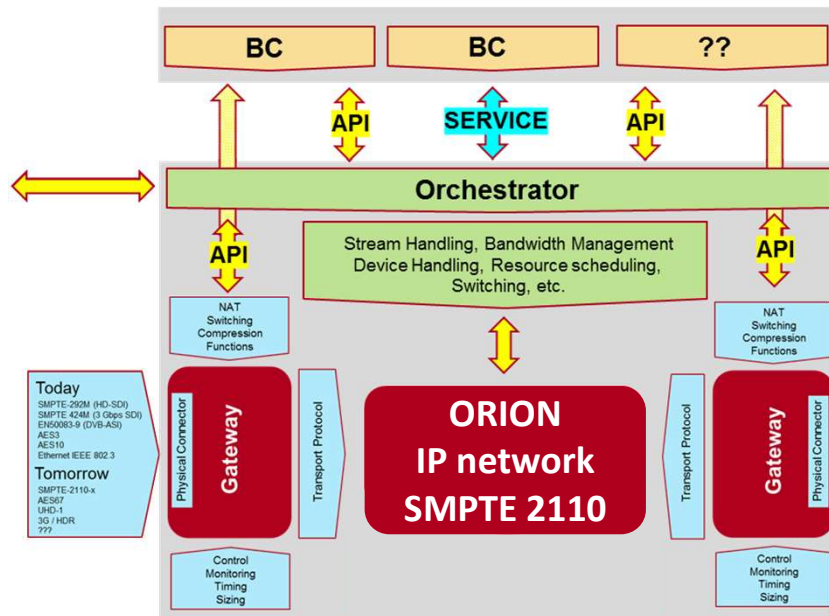 BC
BC
??
API
SERVICE
API
Orchestrator
API
Stream Handling, Bandwidth Management
Device Handling, Resource scheduling,
Switching, etc.
API
NAT
Switching
Compression
Functions
NAT
Switching
Compression
Functions
Today
SMPTE-292M (HD-SDI)
SMPTE 424M (3 Gbps SDI)
EN50083-9 (DVB-ASI)
AES3
AES10
Ethernet IEEE 802.3
Tomorrow
SMPTE-2110-x
AES67
UHD-1
3G / HDR
???
Physical Connector
Gateway
Transport Protocol
ORION
IP network
SMPTE 2110
Transport Protocol
Gateway
Physical Connector
Control
Monitoring
Timing
Sizing
Control
Monitoring
Timing
Sizing